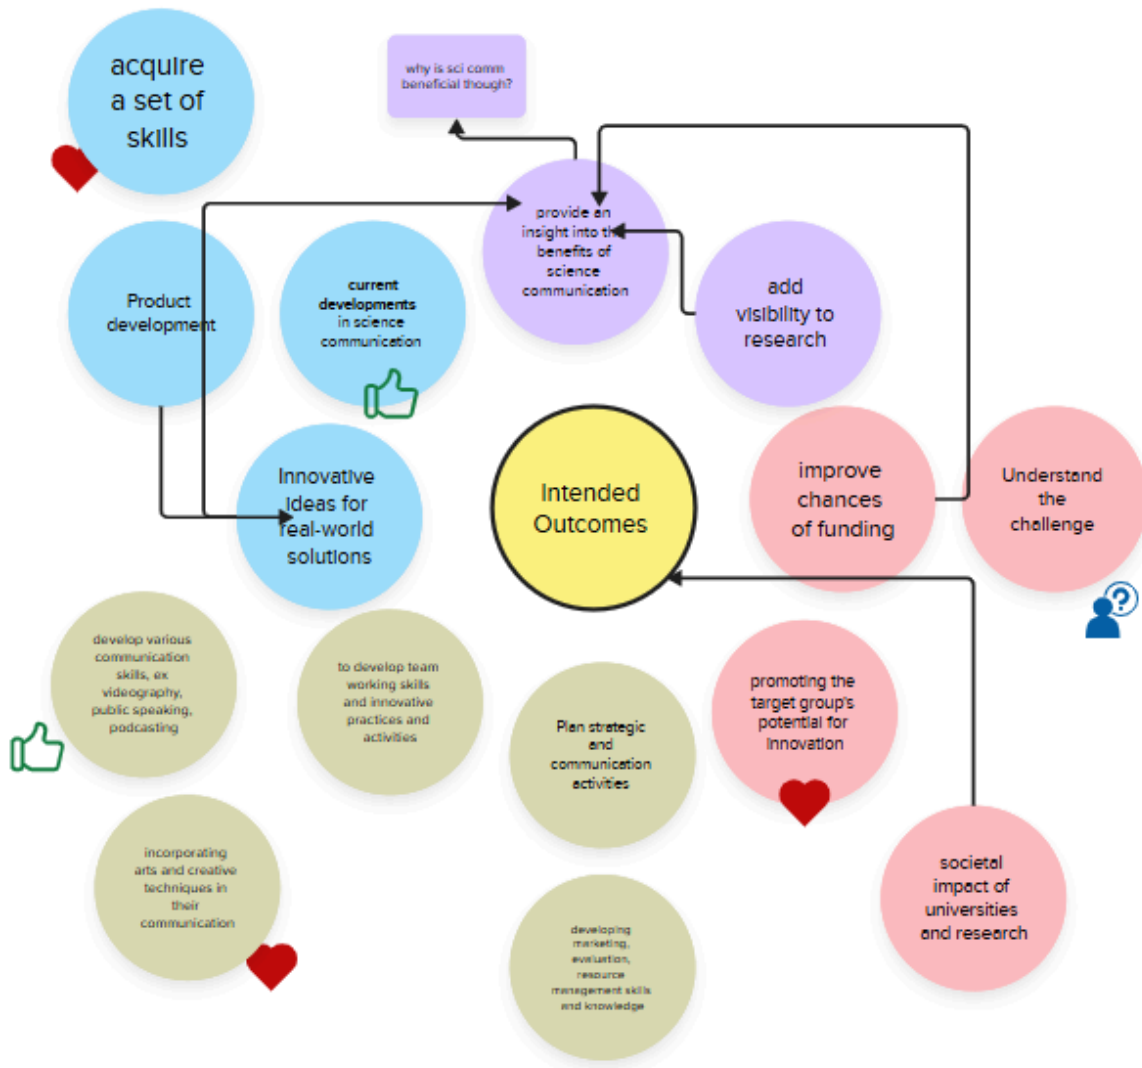 acquire
a set of
skills
why is sci comm
beneficial though?
provide an
insight into the
benefits of
science
communication
Product
development
current
developments
in science
communication
add
visibility to
research
Innovative
ideas for
real-world
solutions
Intended
Outcomes
improve
chances
of funding
Understand
the
challenge
?
develop various
communication
skills, ex
videography,
public speaking,
podcasting
to develop team
working skills
and innovative
practices and
activities
Plan strategic
and
communication
activities
promoting the
target group's
potential for
innovation
incorporating
arts and creative
techniques in
their
communication
developing
marketing,
evaluation,
resource
management skills
and knowledge
societal
impact of
universities
and research